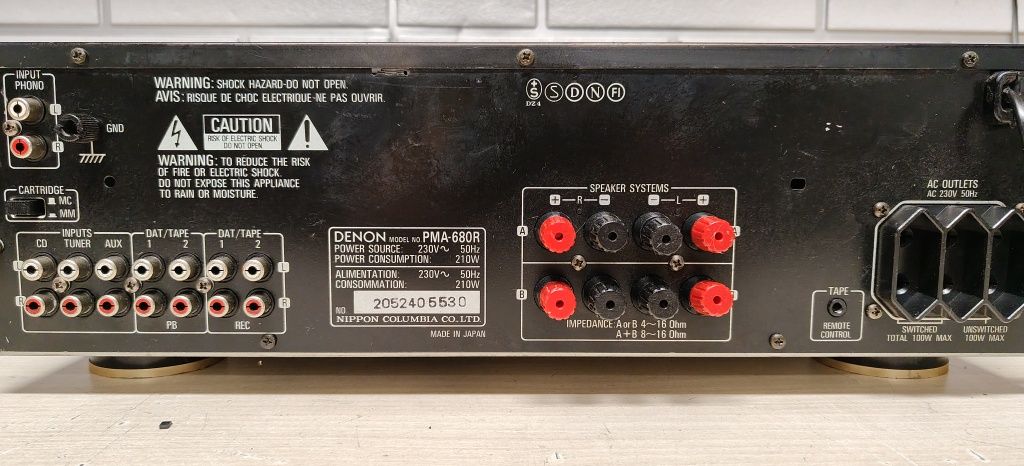 INPUT
PHONO
L
R
GND
CARTRIDGE
MC
MM
WARNING: SHOCK HAZARD-DO NOT OPEN.
AVIS: RISQUE DE CHOC ELECTRIQUE-NE PAS OUVRIR.
CAUTION
RISK OF ELECTRIC SHOCK
DO NOT OPEN
WARNING: TO REDUCE THE RISK
OF FIRE OR ELECTRIC SHOCK.
DO NOT EXPOSE THIS APPLIANCE
TO RAIN OR MOISTURE.
INPUTS
CD TUNER AUX
DAT/TAPE
1 2
DAT/TAPE
1 2
L L
R R
PB REC
DENON MODEL NO PMA-680R
POWER SOURCE: 230V~ 50Hz
POWER CONSUMPTION: 210W
ALIMENTATION: 230V~ 50Hz
CONSOMMATION: 210W
NO 2052405530
NIPPON COLUMBIA CO. LTD.
MADE IN JAPAN
S S D N FI
DZ4
SPEAKER SYSTEMS
+ R − − L +
A A
B B
IMPEDANCE: A or B 4~16 Ohm
A+B 8~16 Ohm
TAPE
REMOTE
CONTROL
AC OUTLETS
AC 230V 50Hz
SWITCHED
TOTAL 100W MAX
UNSWITCHED
100W MAX